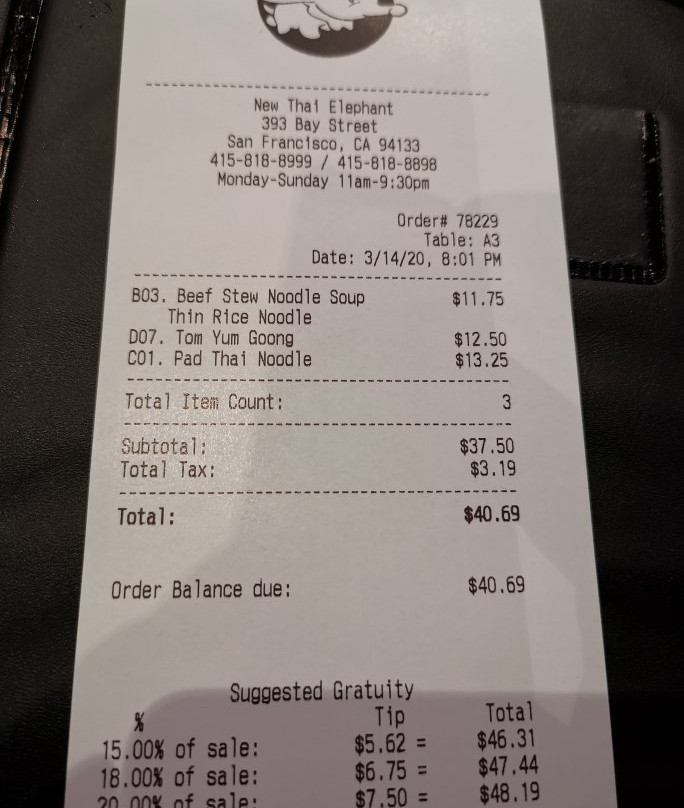 New Thai Elephant
393 Bay Street
San Francisco, CA 94133
415-818-8999 / 415-818-8898
Monday-Sunday 11am-9:30pm
Order# 78229
Table: A3
Date: 3/14/20, 8:01 PM
B03. Beef Stew Noodle Soup $11.75
Thin Rice Noodle
D07. Tom Yum Goong $12.50
C01. Pad Thai Noodle $13.25
Total Item Count: 3
Subtotal: $37.50
Total Tax: $3.19
Total: $40.69
Order Balance due: $40.69
Suggested Gratuity
% Tip Total
15.00% of sale: $5.62 = $46.31
18.00% of sale: $6.75 = $47.44
20.00% of sale: $7.50 = $48.19